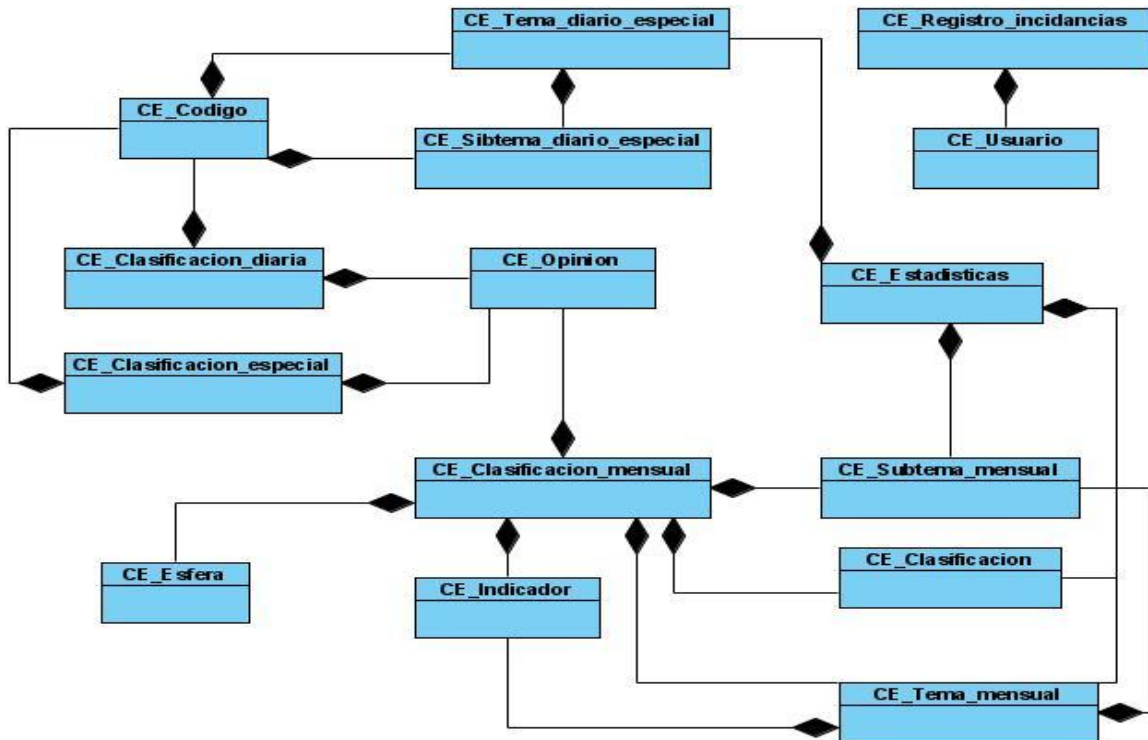 CE_Tema_diario_especial
CE_Registro_incidancias
CE_Codigo
CE_Sibtema_diario_especial
CE_Usuario
CE_Clasificacion_diaria
CE_Opinion
CE_Estadisticas
CE_Clasificacion_especial
CE_Clasificacion_mensual
CE_Subtema_mensual
CE_Esfera
CE_Indicador
CE_Clasificacion
CE_Tema_mensual